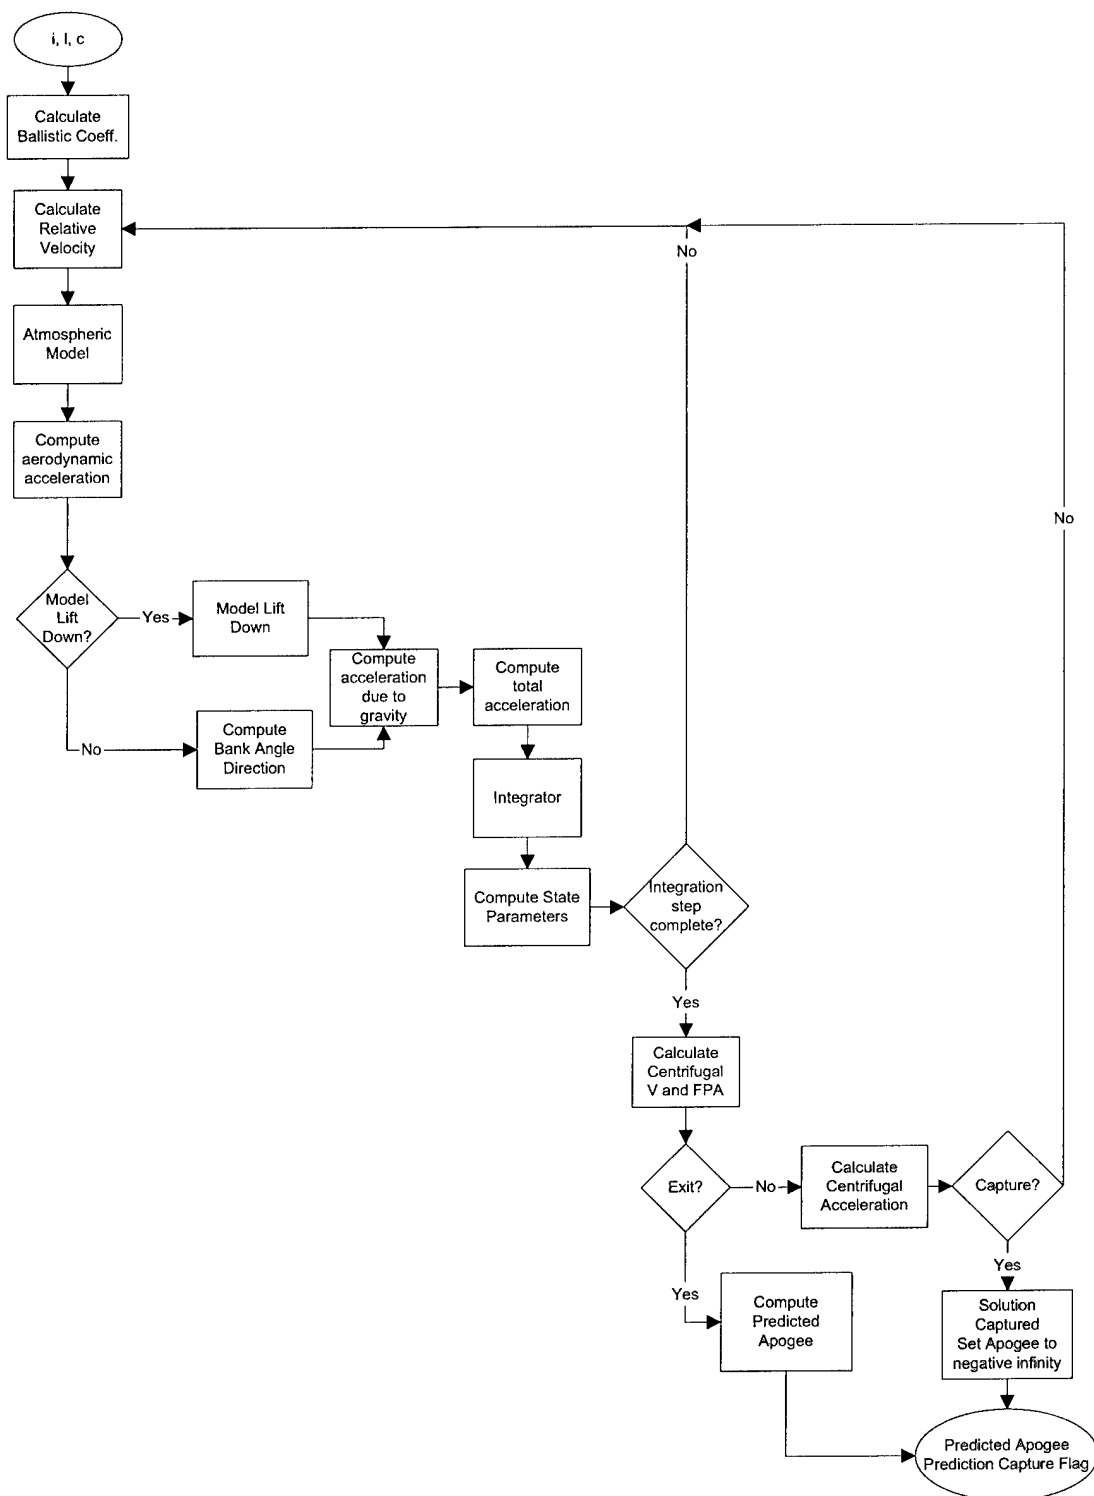 i, I, c
Calculate
Ballistic Coeff.
Calculate
Relative
Velocity
No
Atmospheric
Model
Compute
aerodynamic
acceleration
No
Model
Lift
Down?
Yes
Model Lift
Down
Compute
acceleration
due to
gravity
Compute
total
acceleration
No
Compute
Bank Angle
Direction
Integrator
Compute State
Parameters
Integration
step
complete?
Yes
Calculate
Centrifugal
V and FPA
Exit?
No
Calculate
Centrifugal
Acceleration
Capture?
Yes
Yes
Compute
Predicted
Apogee
Solution
Captured
Set Apogee to
negative infinity
Predicted Apogee
Prediction Capture Flag